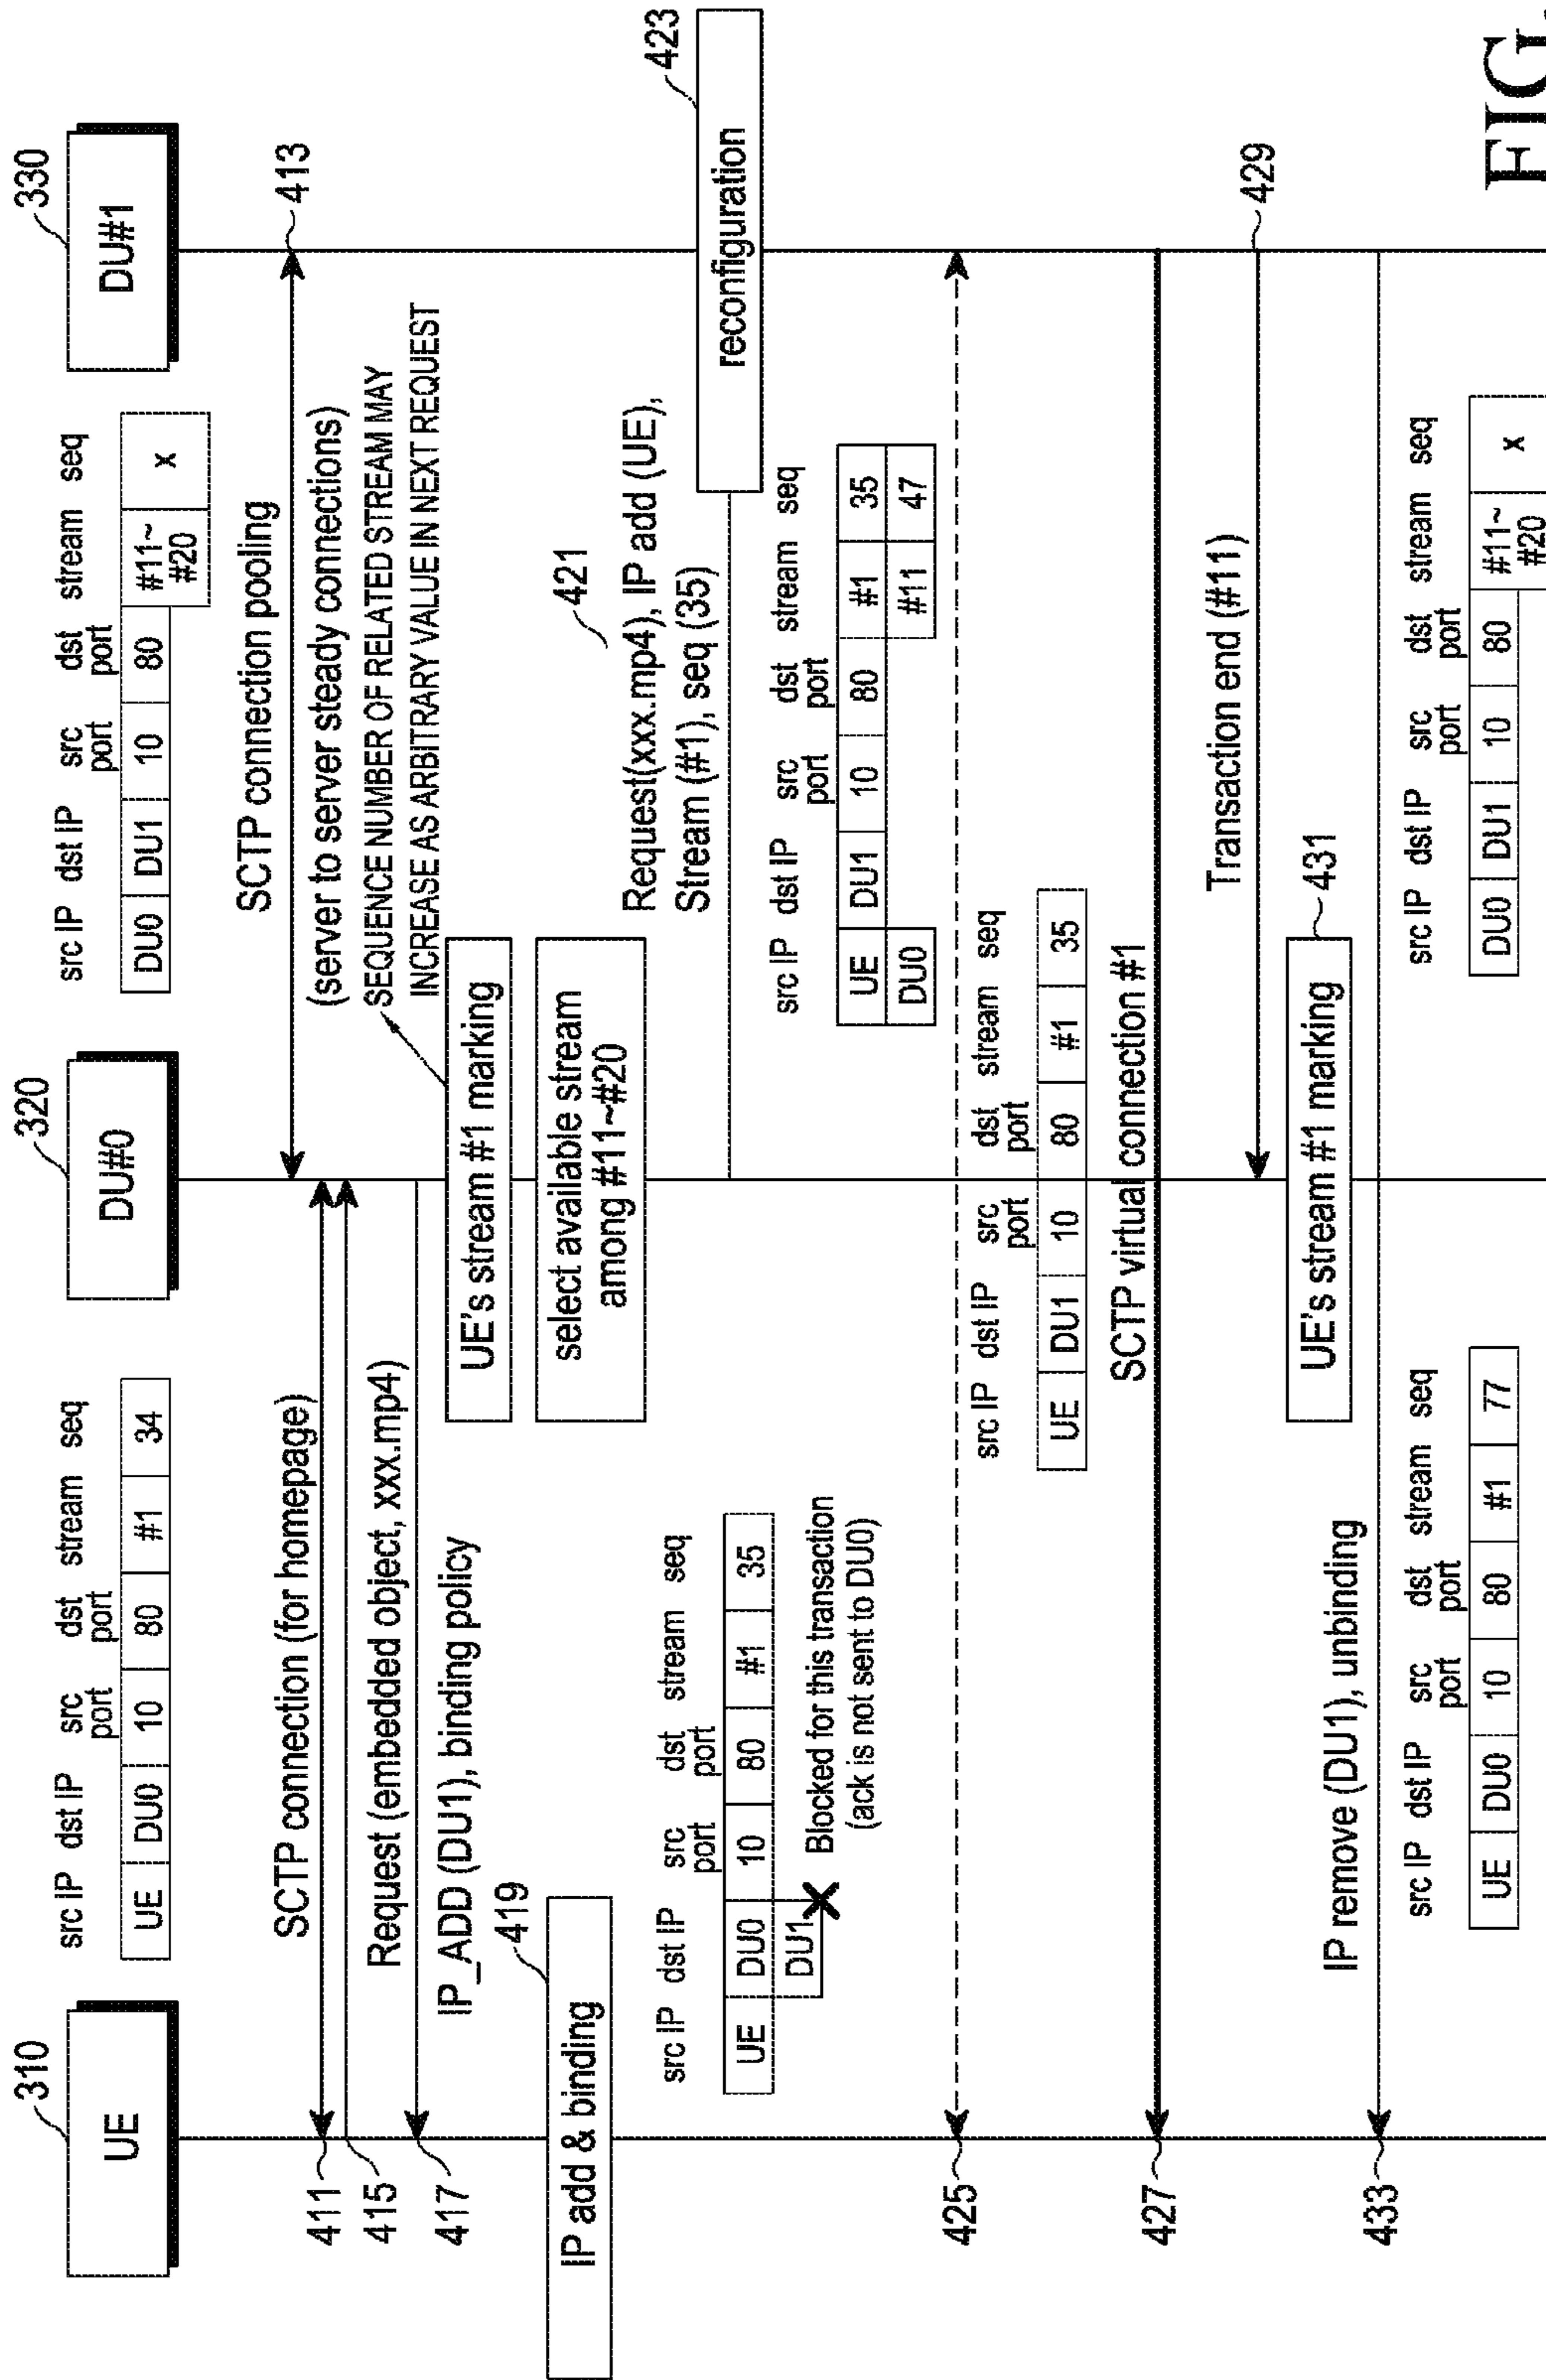 310
UE
320
DU#0
330
DU#1
src IP dst IP src port dst port stream seq
UE DU0 10 80 #1 34
src IP dst IP src port dst port stream seq
DU0 DU1 10 80 #11~#20 x
SCTP connection pooling
413
(server to server steady connections)
411
SCTP connection (for homepage)
415
Request (embedded object, xxx.mp4)
SEQUENCE NUMBER OF RELATED STREAM MAY
INCREASE AS ARBITRARY VALUE IN NEXT REQUEST
417
IP_ADD (DU1), binding policy
UE's stream #1 marking
419
IP add & binding
select available stream
among #11~#20
421
Request(xxx.mp4), IP add (UE),
Stream (#1), seq (35)
423
reconfiguration
src IP dst IP src port dst port stream seq
UE DU0 10 80 #1 35
DU1
Blocked for this transaction
(ack is not sent to DU0)
src IP dst IP src port dst port stream seq
UE DU1 10 80 #1 35
DU0 #11 47
425
src IP dst IP src port dst port stream seq
UE DU1 10 80 #1 35
SCTP virtual connection #1
427
Transaction end (#11)
429
UE's stream #1 marking
431
IP remove (DU1), unbinding
433
src IP dst IP src port dst port stream seq
UE DU0 10 80 #1 77
src IP dst IP src port dst port stream seq
DU0 DU1 10 80 #11~#20 x
FIG.